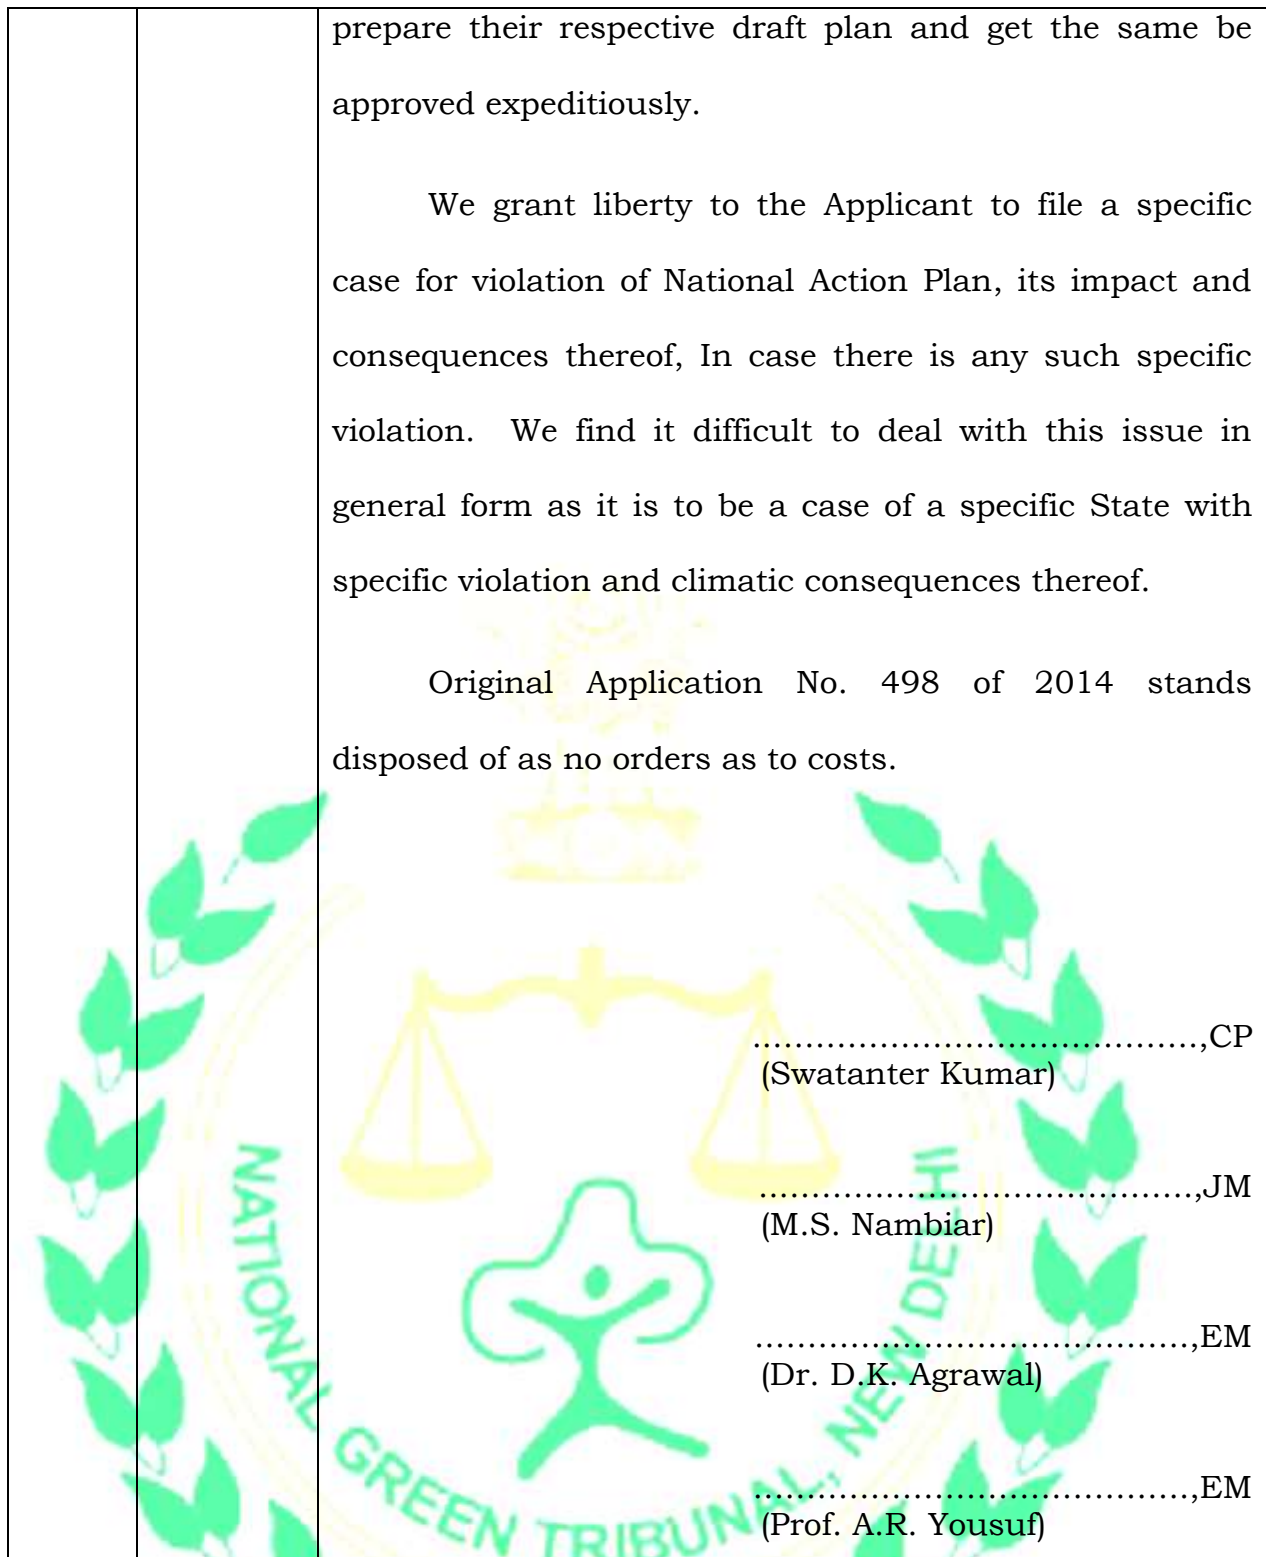 prepare their respective draft plan and get the same be
approved expeditiously.
We grant liberty to the Applicant to file a specific
case for violation of National Action Plan, its impact and
consequences thereof, In case there is any such specific
violation. We find it difficult to deal with this issue in
general form as it is to be a case of a specific State with
specific violation and climatic consequences thereof.
Original Application No. 498 of 2014 stands
disposed of as no orders as to costs.
..........................................,CP
(Swatanter Kumar)
..........................................,JM
(M.S. Nambiar)
..........................................,EM
(Dr. D.K. Agrawal)
..........................................,EM
(Prof. A.R. Yousuf)
NATIONAL GREEN TRIBUNAL, NEW DELHI